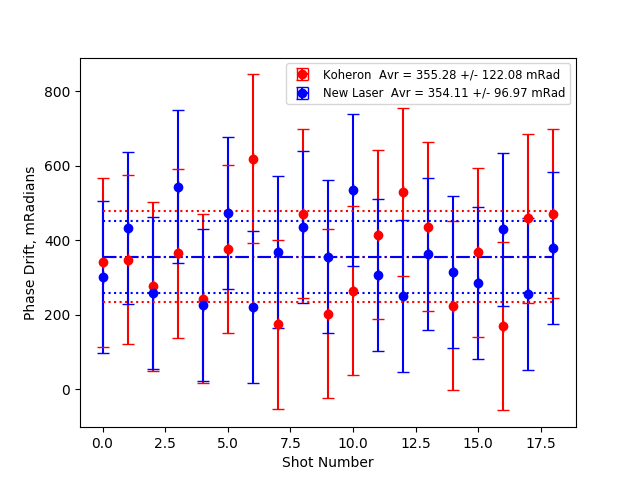 Koheron Avr = 355.28 +/- 122.08 mRad
New Laser Avr = 354.11 +/- 96.97 mRad
Phase Drift, mRadians
800
600
400
200
0
0.0 2.5 5.0 7.5 10.0 12.5 15.0 17.5
Shot Number